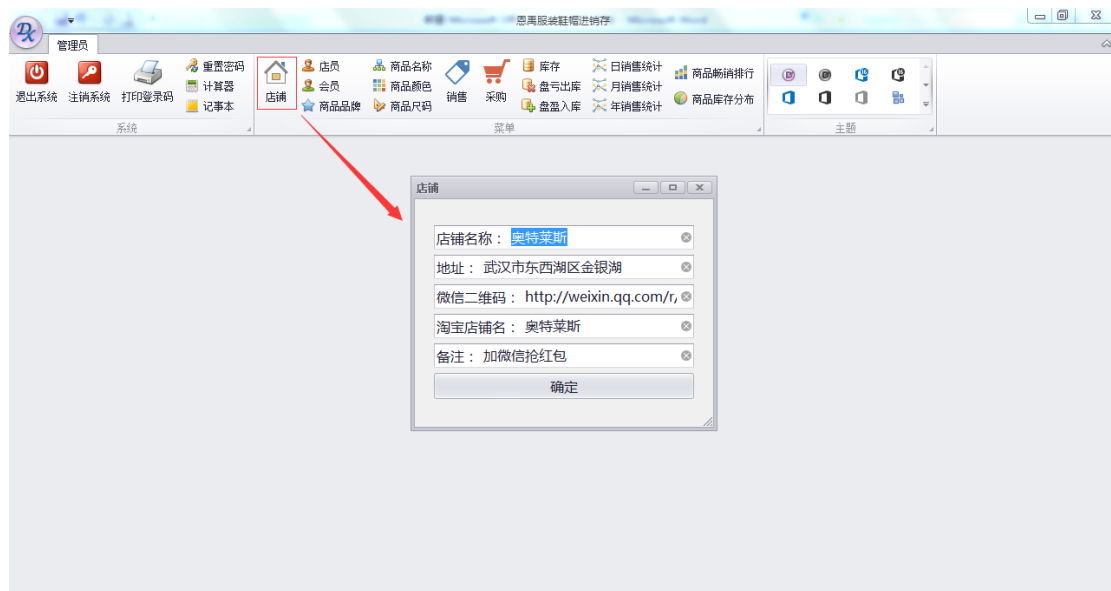 恩禹服装鞋帽进销存
管理员
退出系统 注销系统 打印登录码 重置密码 计算器 记事本
店铺 店员 会员 商品品牌 商品名称 商品颜色 商品尺码 销售 采购 库存 盘亏出库 盘盈入库 日销售统计 月销售统计 年销售统计 商品畅销排行 商品库存分布
系统 菜单 主题
店铺
店铺名称： 奥特莱斯
地址： 武汉市东西湖区金银湖
微信二维码： http://weixin.qq.com/r/
淘宝店铺名： 奥特莱斯
备注： 加微信抢红包
确定